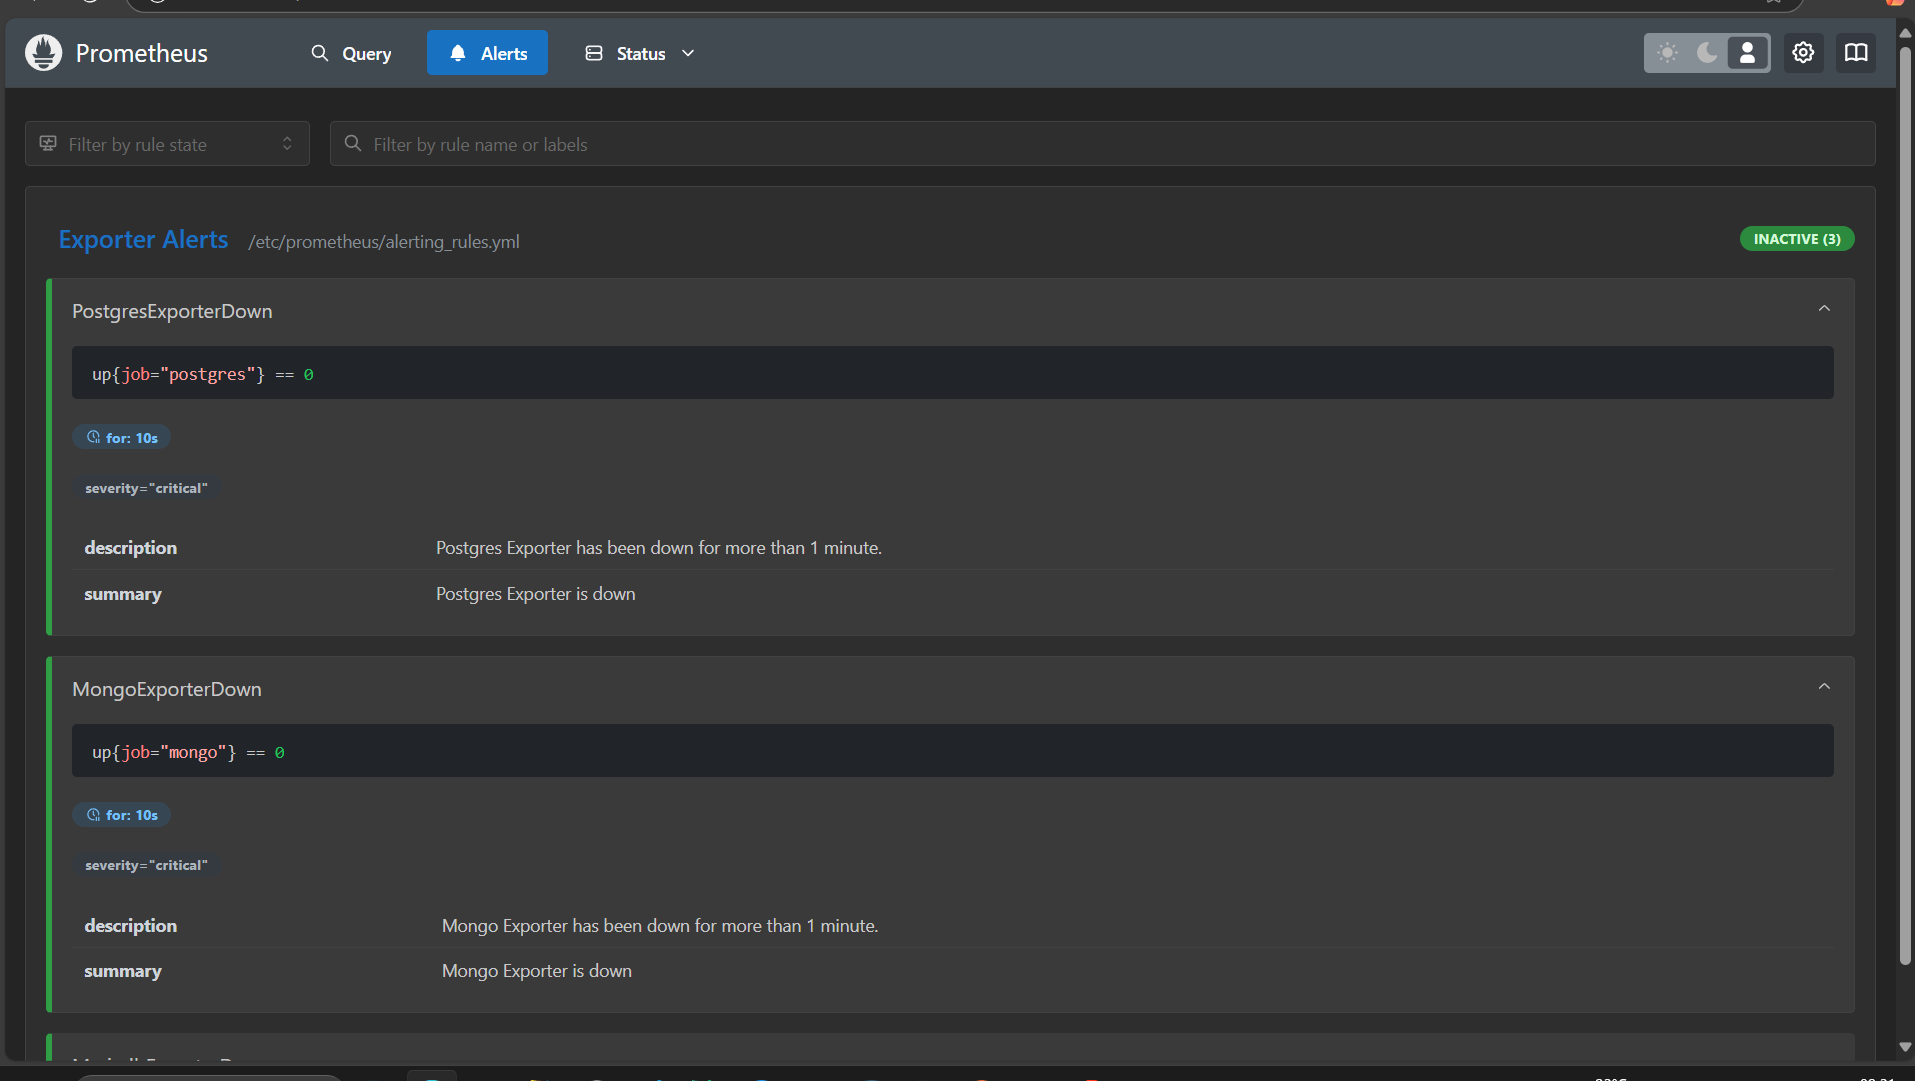 Prometheus
Query
Alerts
Status
Filter by rule state
Filter by rule name or labels
Exporter Alerts /etc/prometheus/alerting_rules.yml
INACTIVE (3)
PostgresExporterDown
up{job="postgres"} == 0
for: 10s
severity="critical"
description Postgres Exporter has been down for more than 1 minute.
summary Postgres Exporter is down
MongoExporterDown
up{job="mongo"} == 0
for: 10s
severity="critical"
description Mongo Exporter has been down for more than 1 minute.
summary Mongo Exporter is down